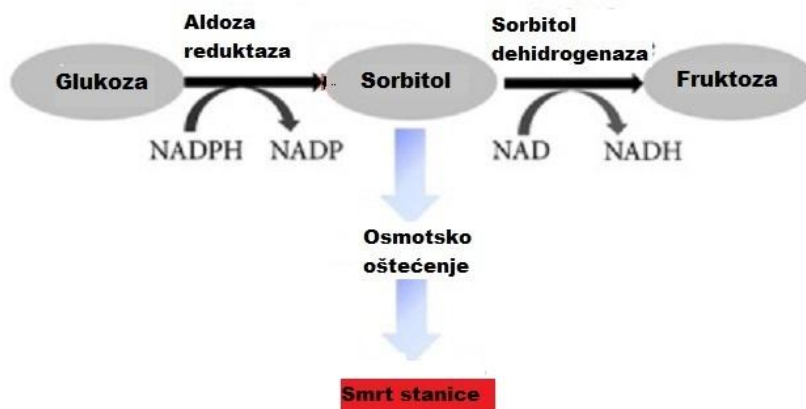 Aldoza
reduktaza
Sorbitol
dehidrogenaza
Glukoza
Sorbitol
Fruktoza
NADPH
NADP
NAD
NADH
Osmotsko
oštećenje
Smrt stanice